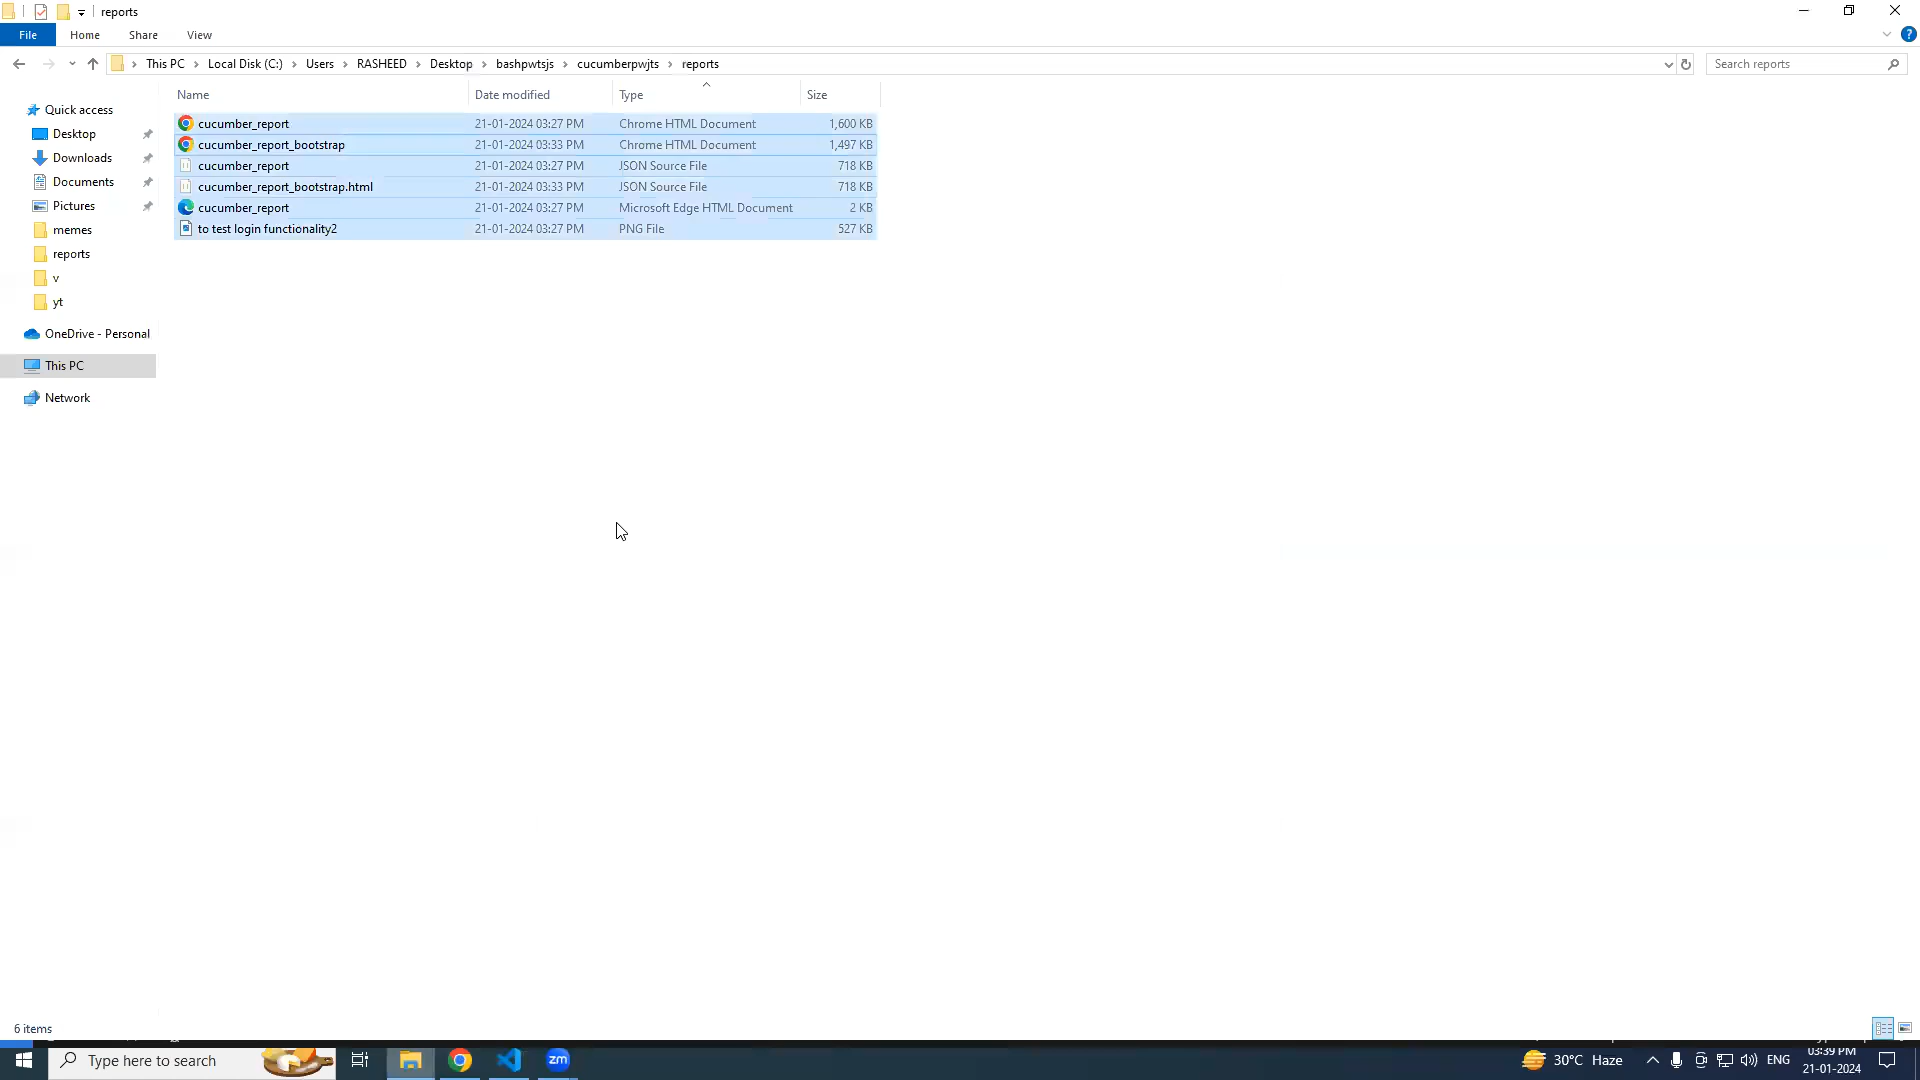 reports
File Home Share View
This PC Local Disk (C:) Users RASHEED Desktop bashpwtsjs cucumberpwjts reports
Search reports
Name Date modified Type Size
Quick access
Desktop
Downloads
Documents
Pictures
memes
reports
v
yt
OneDrive - Personal
This PC
Network
cucumber_report 21-01-2024 03:27 PM Chrome HTML Document 1,600 KB
cucumber_report_bootstrap 21-01-2024 03:33 PM Chrome HTML Document 1,497 KB
cucumber_report 21-01-2024 03:27 PM JSON Source File 718 KB
cucumber_report_bootstrap.html 21-01-2024 03:33 PM JSON Source File 718 KB
cucumber_report 21-01-2024 03:27 PM Microsoft Edge HTML Document 2 KB
to test login functionality2 21-01-2024 03:27 PM PNG File 527 KB
6 items
Type here to search
zm
30°C Haze
ENG
03:39 PM
21-01-2024